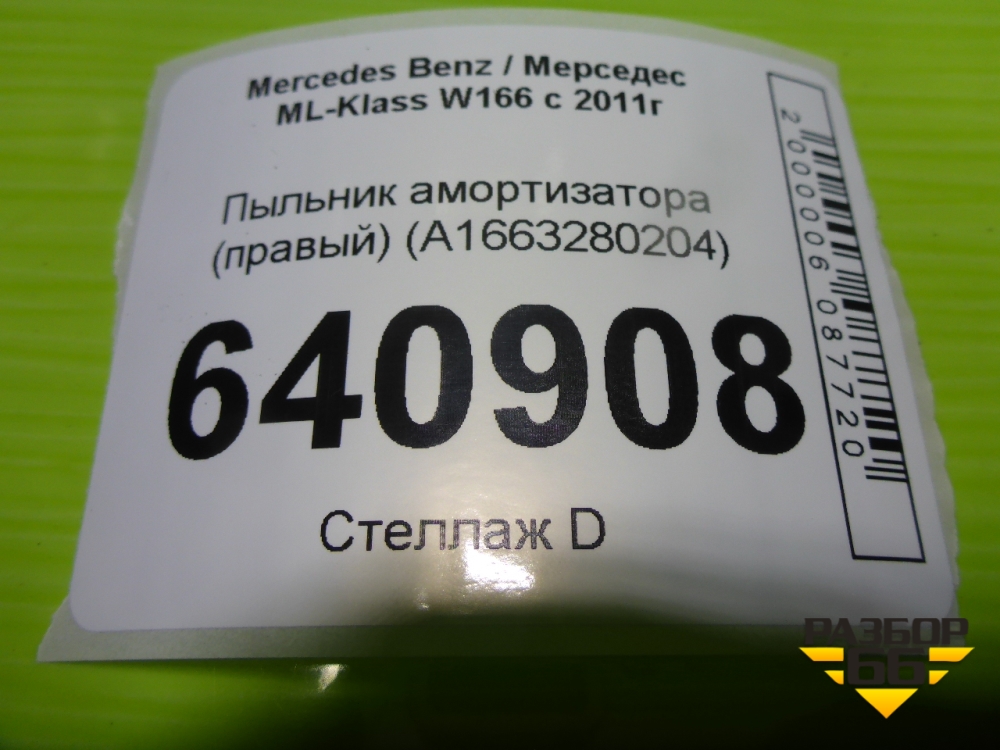 Mercedes Benz / Мерседес
ML-Klass W166 с 2011г
Пыльник амортизатора
(правый) (A1663280204)
640908
Стеллаж D
2000006087720
РАЗБОР
66